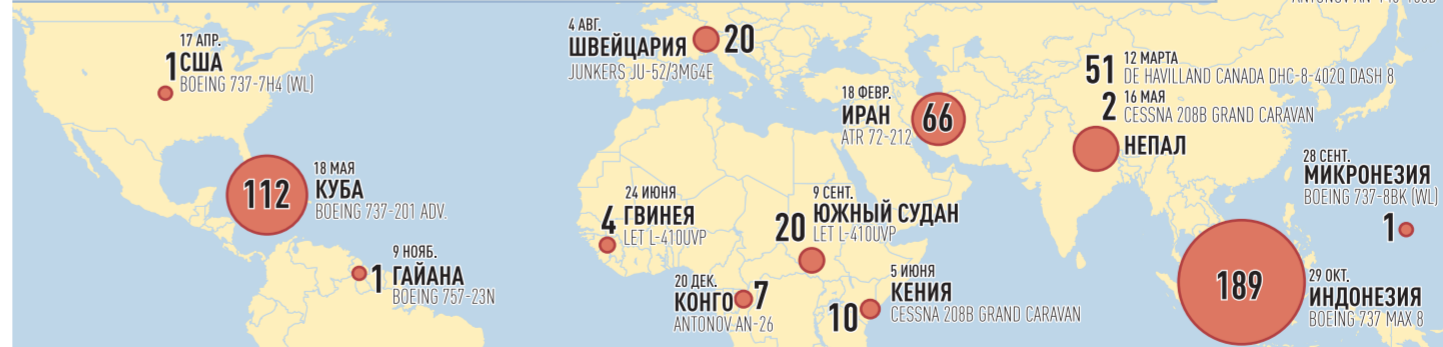 17 АПР.
1 США
BOEING 737-7H4 (WL)
4 АВГ.
ШВЕЙЦАРИЯ 20
JUNKERS JU-52/3MG4E
18 ФЕВР.
ИРАН 66
ATR 72-212
51 12 МАРТА
DE HAVILLAND CANADA DHC-8-402Q DASH 8
2 16 МАЯ
CESSNA 208B GRAND CARAVAN
НЕПАЛ
112
18 МАЯ
КУБА
BOEING 737-201 ADV.
24 ИЮНЯ
4 ГВИНЕЯ
LET L-410UVP
9 СЕНТ.
20 ЮЖНЫЙ СУДАН
LET L-410UVP
28 СЕНТ.
МИКРОНЕЗИЯ
BOEING 737-8BK (WL)
1
9 НОЯБ.
1 ГАЙАНА
BOEING 757-23N
20 ДЕК.
КОНГО 7
ANTONOV AN-26
5 ИЮНЯ
10 КЕНИЯ
CESSNA 208B GRAND CARAVAN
189
29 ОКТ.
ИНДОНЕЗИЯ
BOEING 737 MAX 8